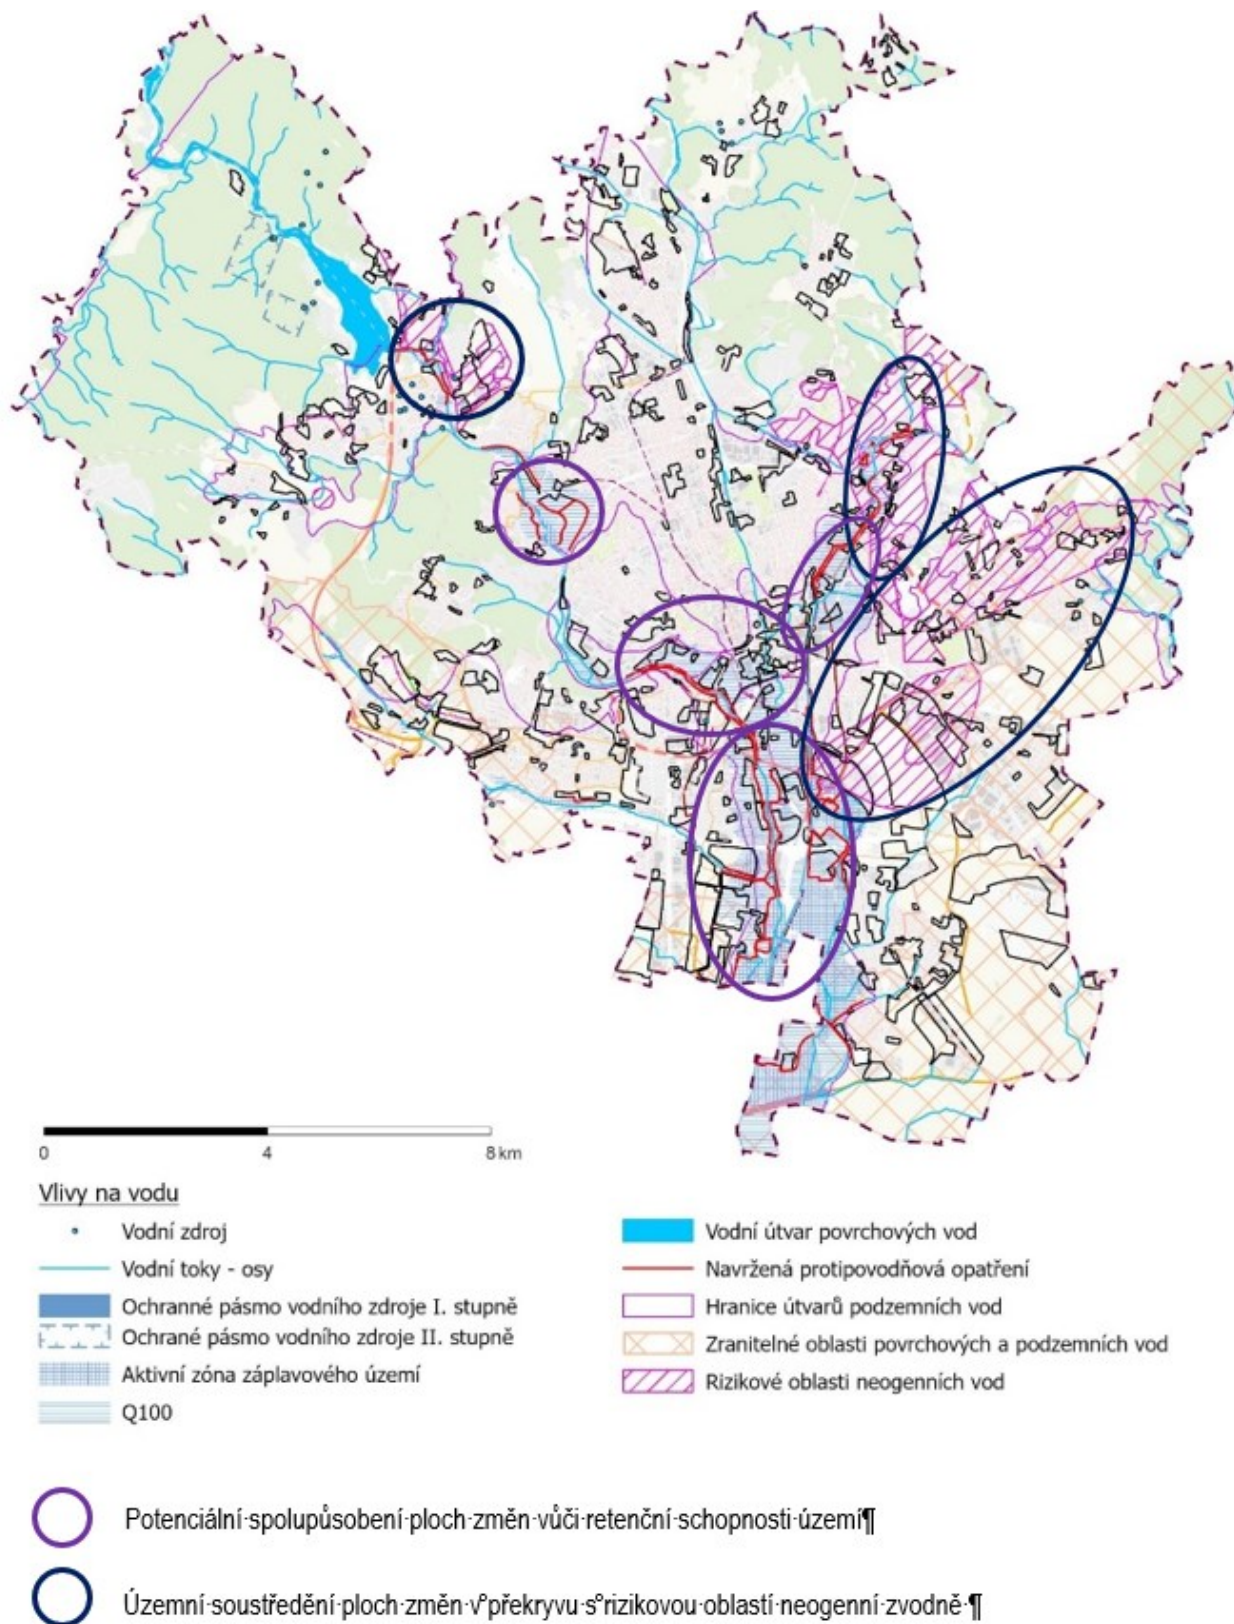 0
4
8 km
Vlivy na vodu
Vodní zdroj
Vodní toky - osy
Ochranné pásmo vodního zdroje I. stupně
Ochrané pásmo vodního zdroje II. stupně
Aktivní zóna záplavového území
Q100
Vodní útvar povrchových vod
Navržená protipovodňová opatření
Hranice útvarů podzemních vod
Zranitelné oblasti povrchových a podzemních vod
Rizikové oblasti neogenních vod
Potenciální·spolupůsobení·ploch·změn·vůči·retenční·schopnosti·území¶
Územní·soustředění·ploch·změn·v°překryvu·s°rizikovou·oblastí·neogenní·zvodně·¶